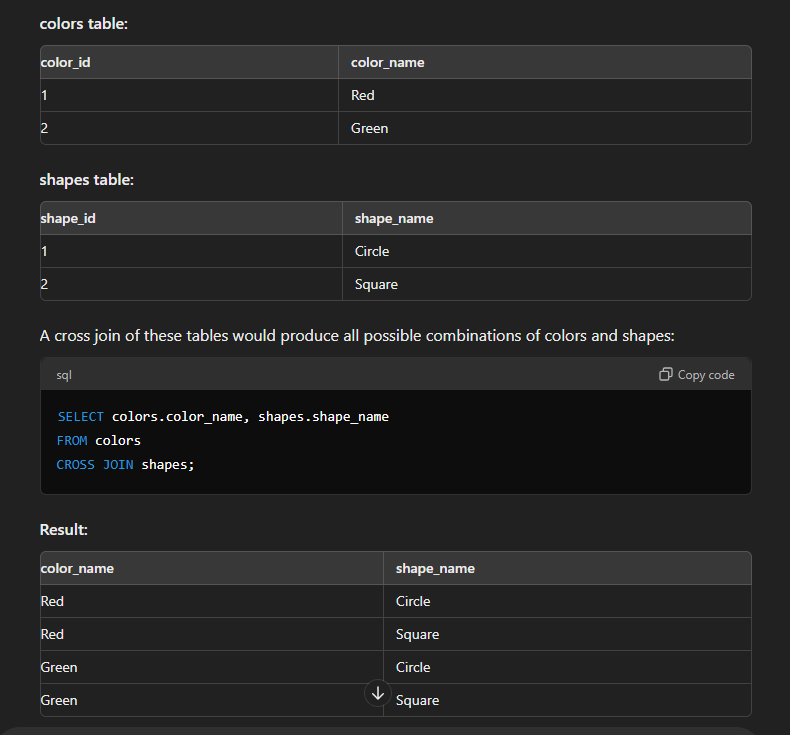 colors table:
color_id color_name
1 Red
2 Green
shapes table:
shape_id shape_name
1 Circle
2 Square
A cross join of these tables would produce all possible combinations of colors and shapes:
sql Copy code
SELECT colors.color_name, shapes.shape_name
FROM colors
CROSS JOIN shapes;
Result:
color_name shape_name
Red Circle
Red Square
Green Circle
Green Square